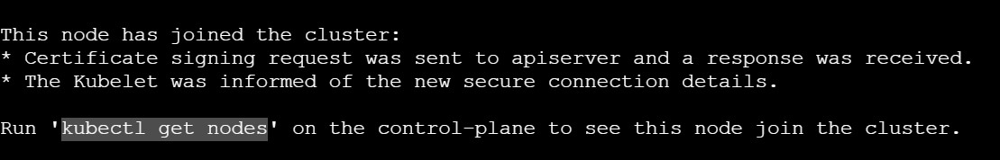 This node has joined the cluster:
* Certificate signing request was sent to apiserver and a response was received.
* The Kubelet was informed of the new secure connection details.
Run 'kubectl get nodes' on the control-plane to see this node join the cluster.